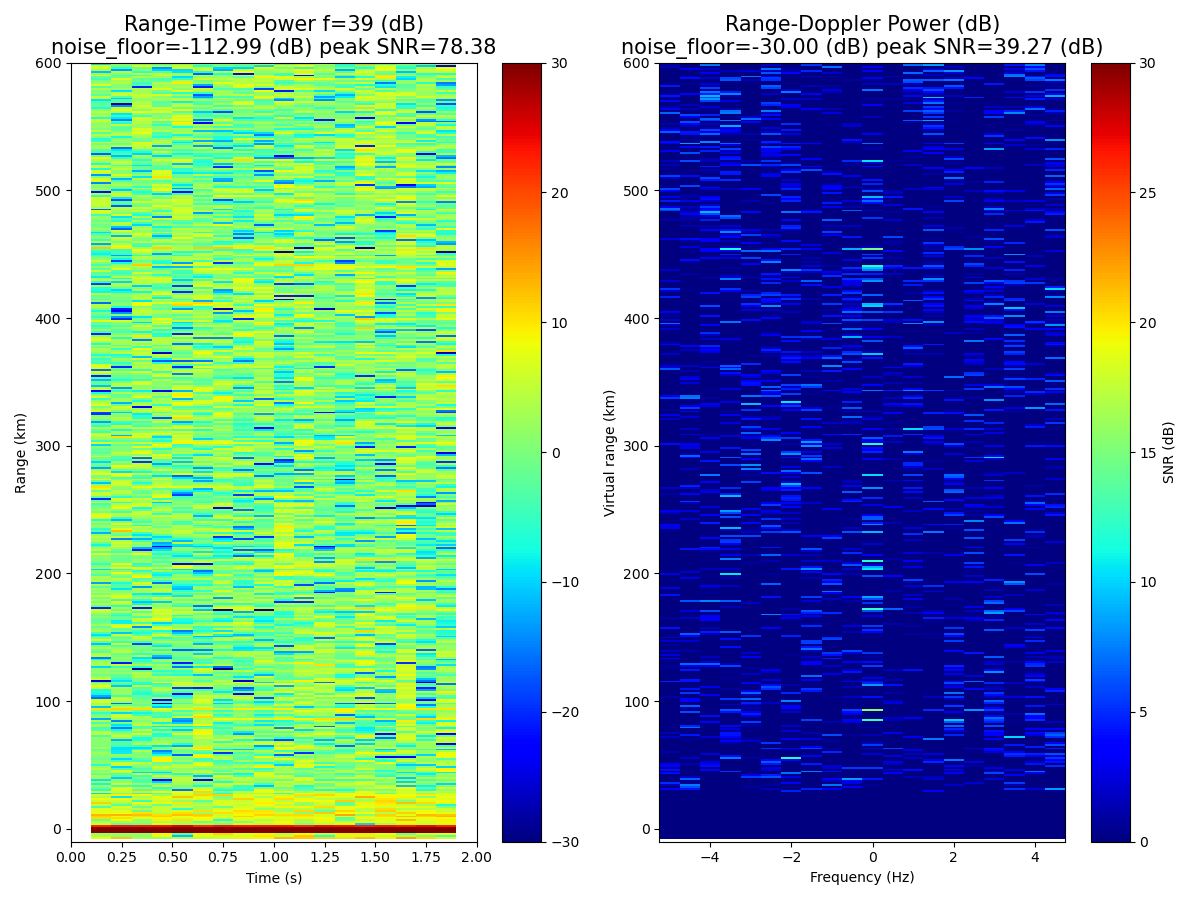 Range-Time Power f=39 (dB)
noise_floor=-112.99 (dB) peak SNR=78.38
Range-Doppler Power (dB)
noise_floor=-30.00 (dB) peak SNR=39.27 (dB)
600
500
400
300
200
100
0
Range (km)
0.00 0.25 0.50 0.75 1.00 1.25 1.50 1.75 2.00
Time (s)
30
20
10
0
−10
−20
−30
600
500
400
300
200
100
0
Virtual range (km)
−4 −2 0 2 4
Frequency (Hz)
30
25
20
15
10
5
0
SNR (dB)